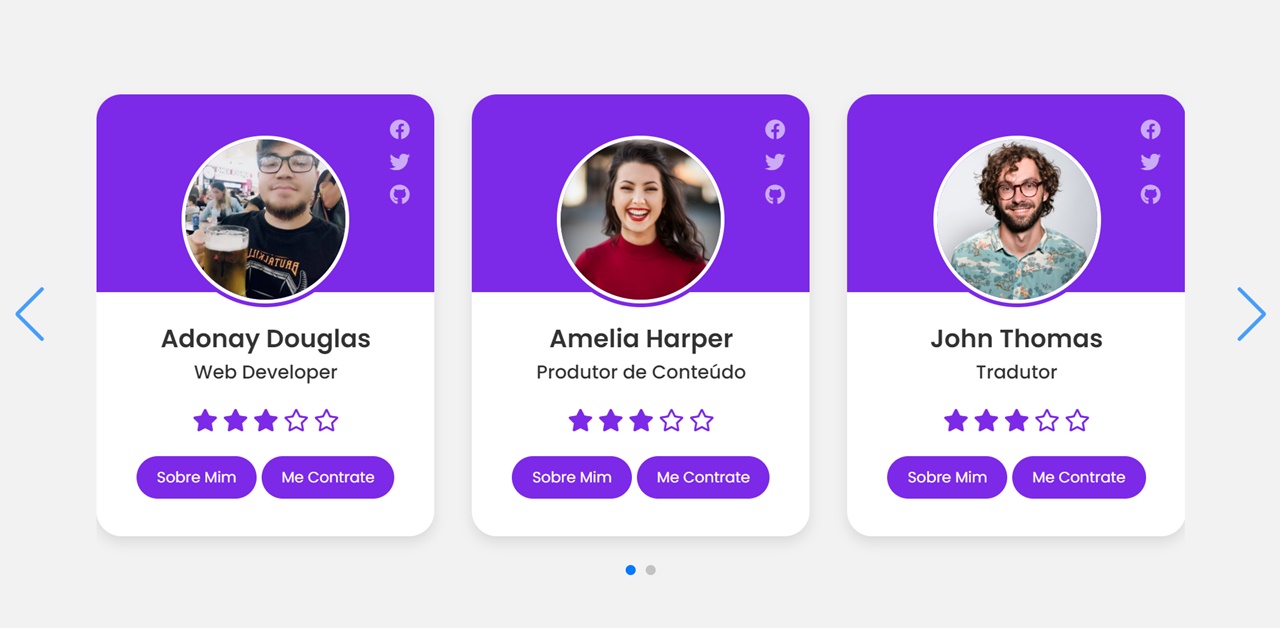 Adonay Douglas
Web Developer
Sobre Mim
Me Contrate
Amelia Harper
Produtor de Conteúdo
Sobre Mim
Me Contrate
John Thomas
Tradutor
Sobre Mim
Me Contrate